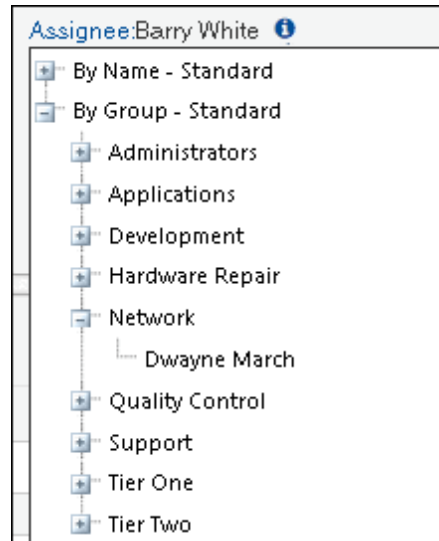 Assignee:Barry White
By Name - Standard
By Group - Standard
Administrators
Applications
Development
Hardware Repair
Network
Dwayne March
Quality Control
Support
Tier One
Tier Two